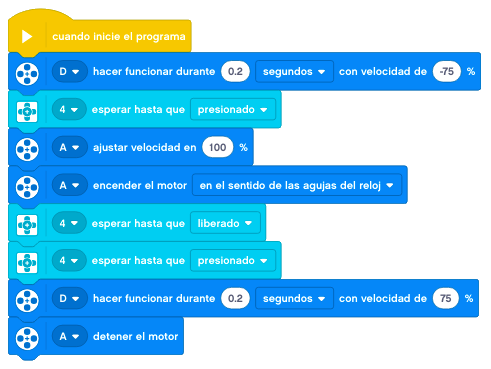 cuando inicie el programa
D hacer funcionar durante 0.2 segundos con velocidad de -75 %
4 esperar hasta que presionado
A ajustar velocidad en 100 %
A encender el motor en el sentido de las agujas del reloj
4 esperar hasta que liberado
4 esperar hasta que presionado
D hacer funcionar durante 0.2 segundos con velocidad de 75 %
A detener el motor